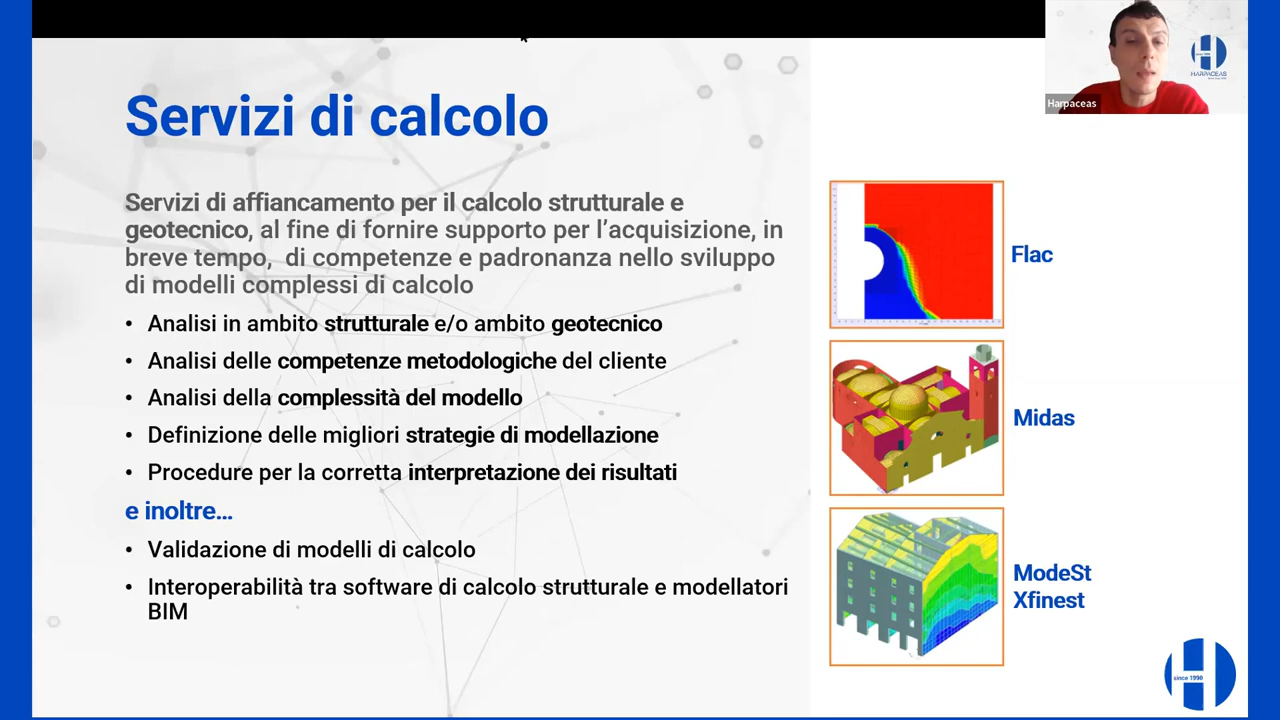 Servizi di calcolo
Servizi di affiancamento per il calcolo strutturale e
geotecnico, al fine di fornire supporto per l’acquisizione, in
breve tempo,  di competenze e padronanza nello sviluppo
di modelli complessi di calcolo
• Analisi in ambito strutturale e/o ambito geotecnico
• Analisi delle competenze metodologiche del cliente
• Analisi della complessità del modello
• Definizione delle migliori strategie di modellazione
• Procedure per la corretta interpretazione dei risultati
e inoltre…
• Validazione di modelli di calcolo
• Interoperabilità tra software di calcolo strutturale e modellatori
BIM
Flac
Midas
ModeSt
Xfinest
since 1990
HARPACEAS
Harpaceas
since 1990